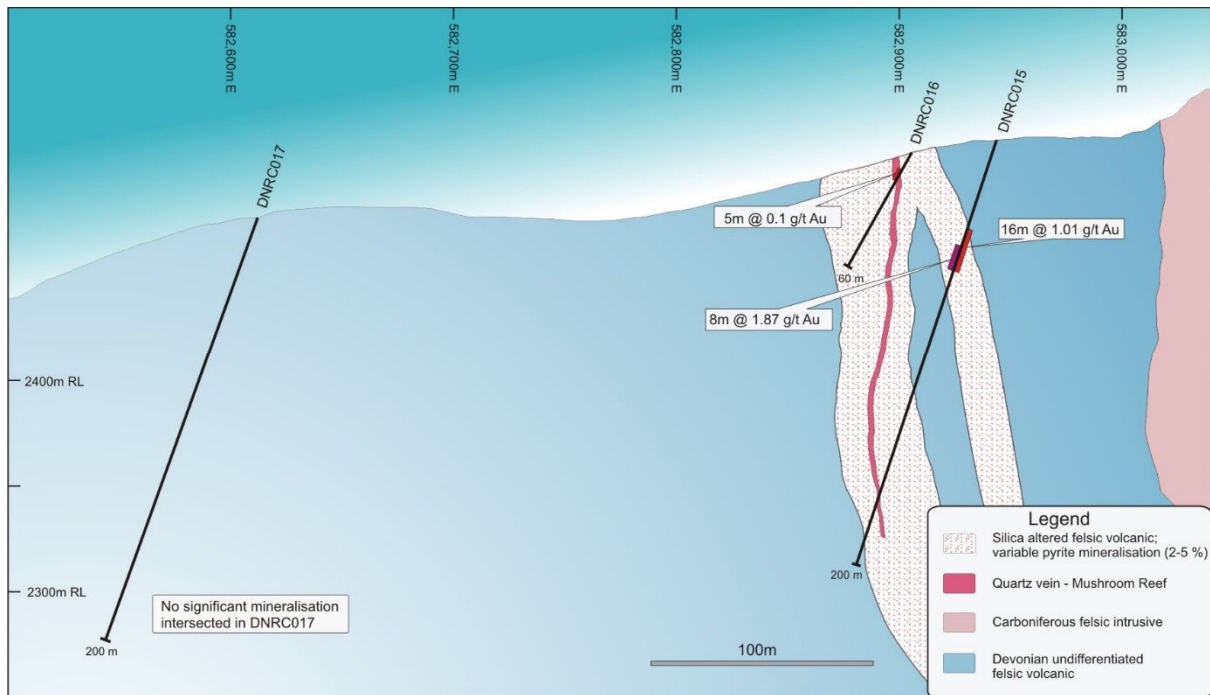 582,600m E
582,700m E
582,800m E
582,900m E
583,000m E
DNRC017
DNRC016
DNRC015
5m @ 0.1 g/t Au
16m @ 1.01 g/t Au
60 m
8m @ 1.87 g/t Au
2400m RL
2300m RL
200 m
No significant mineralisation
intersected in DNRC017
200 m
100m
Legend
Silica altered felsic volcanic;
variable pyrite mineralisation (2-5 %)
Quartz vein - Mushroom Reef
Carboniferous felsic intrusive
Devonian undifferentiated
felsic volcanic